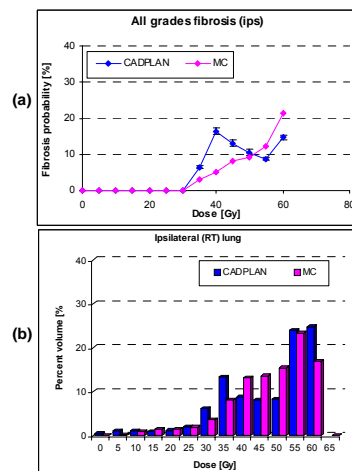 All grades fibrosis (ips)
(a)
Fibrosis probability [%]
40
30
20
10
0
CADPLAN
MC
0 20 40 60 80
Dose [Gy]
Ipsilateral (RT) lung
(b)
Percent volume [%
40
30
20
10
0
CADPLAN
MC
0 5 10 15 20 25 30 35 40 45 50 55 60 65
Dose [Gy]